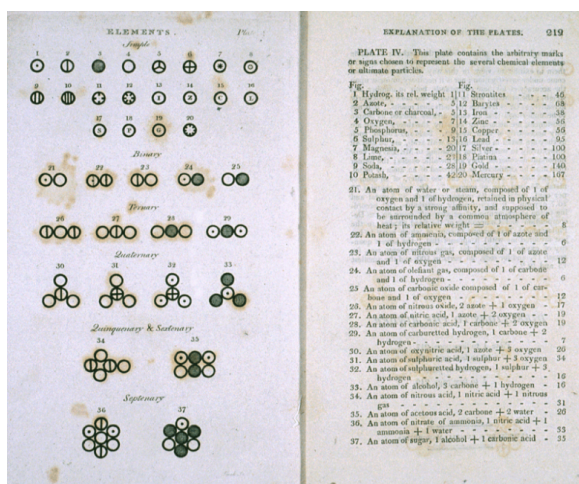 ELEMENTS
Simple
1 2 3 4 5 6 7 8
9 10 11 12 13 14 15 16
I Z C L
17 18 19 20
S P G
Binary
21 22 23 24 25
Ternary
26 27 28 29
Quaternary
30 31 32 33
Quinquenary & Sextenary
34 35
Septenary
36 37
EXPLANATION OF THE PLATES. 219
PLATE IV. This plate contains the arbitrary marks
or signs chosen to represent the several chemical elements
or ultimate particles.
Fig. Fig.
1 Hydrog. its rel. weight 1 11 Strontites - 46
2 Azote, - 5 12 Barytes - 68
3 Carbone or charcoal, - 5 13 Iron - 38
4 Oxygen, - 7 14 Zinc - 56
5 Phosphorus, - 9 15 Copper - 56
6 Sulphur, - 13 16 Lead - 95
7 Magnesia, - 20 17 Silver - 100
8 Lime, - 23 18 Platina - 100
9 Soda, - 28 19 Gold - 140
10 Potash, - 42 20 Mercury - 167
21. An atom of water or steam, composed of 1 of
oxygen and 1 of hydrogen, retained in physical
contact by a strong affinity, and supposed to
be surrounded by a common atmosphere of
heat; its relative weight = - 8
22. An atom of ammonia, composed of 1 of azote and
1 of hydrogen - 6
23. An atom of nitrous gas, composed of 1 of azote
and 1 of oxygen - 12
24. An atom of olefiant gas, composed of 1 of carbone
and 1 of hydrogen - 6
25 An atom of carbonic oxide composed of 1 of car-
bone and 1 of oxygen - 12
26. An atom of nitrous oxide, 2 azote + 1 oxygen - 17
27. An atom of nitric acid, 1 azote + 2 oxygen - 19
28. An atom of carbonic acid, 1 carbone + 2 oxygen 19
29. An atom of carburetted hydrogen, 1 carbone + 2
hydrogen - 7
30. An atom of oxynitric acid, 1 azote + 3 oxygen 26
31. An atom of sulphuric acid, 1 sulphur + 3 oxygen 34
32. An atom of sulphuretted hydrogen, 1 sulphur + 3
hydrogen - 16
33. An atom of alcohol, 3 carbone + 1 hydrogen - 16
34. An atom of nitrous acid, 1 nitric acid + 1 nitrous
gas - 31
35. An atom of acetous acid, 2 carbone + 2 water - 26
36. An atom of nitrate of ammonia, 1 nitric acid + 1
ammonia + 1 water - 33
37. An atom of sugar, 1 alcohol + 1 carbonic acid - 35